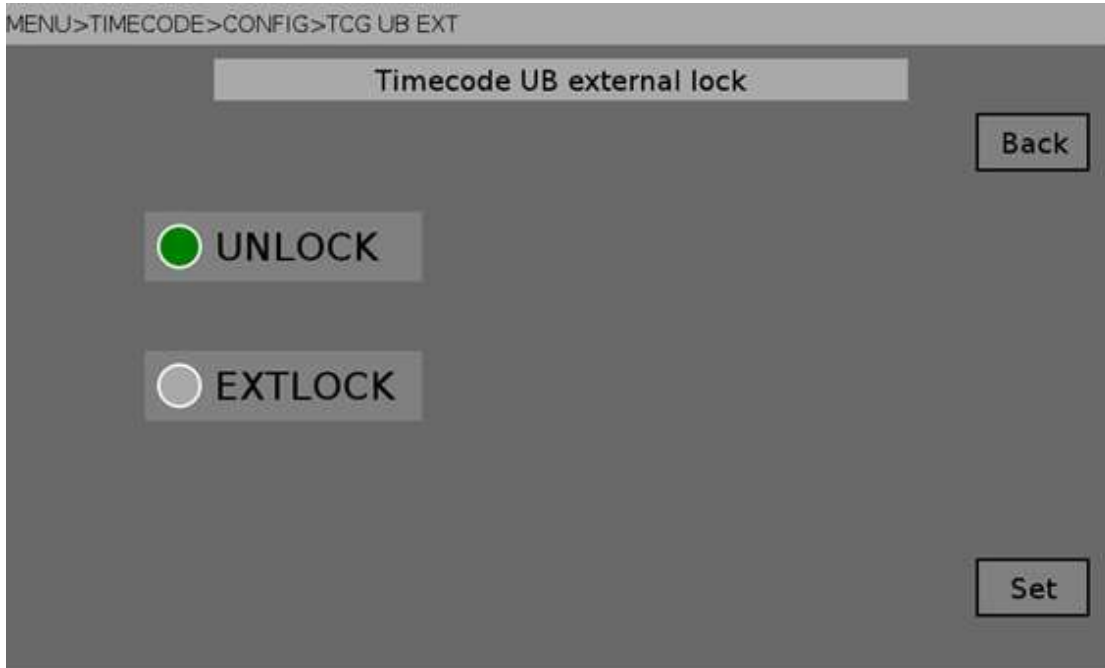 MENU>TIMECODE>CONFIG>TCG UB EXT
Timecode UB external lock
Back
UNLOCK
EXTLOCK
Set